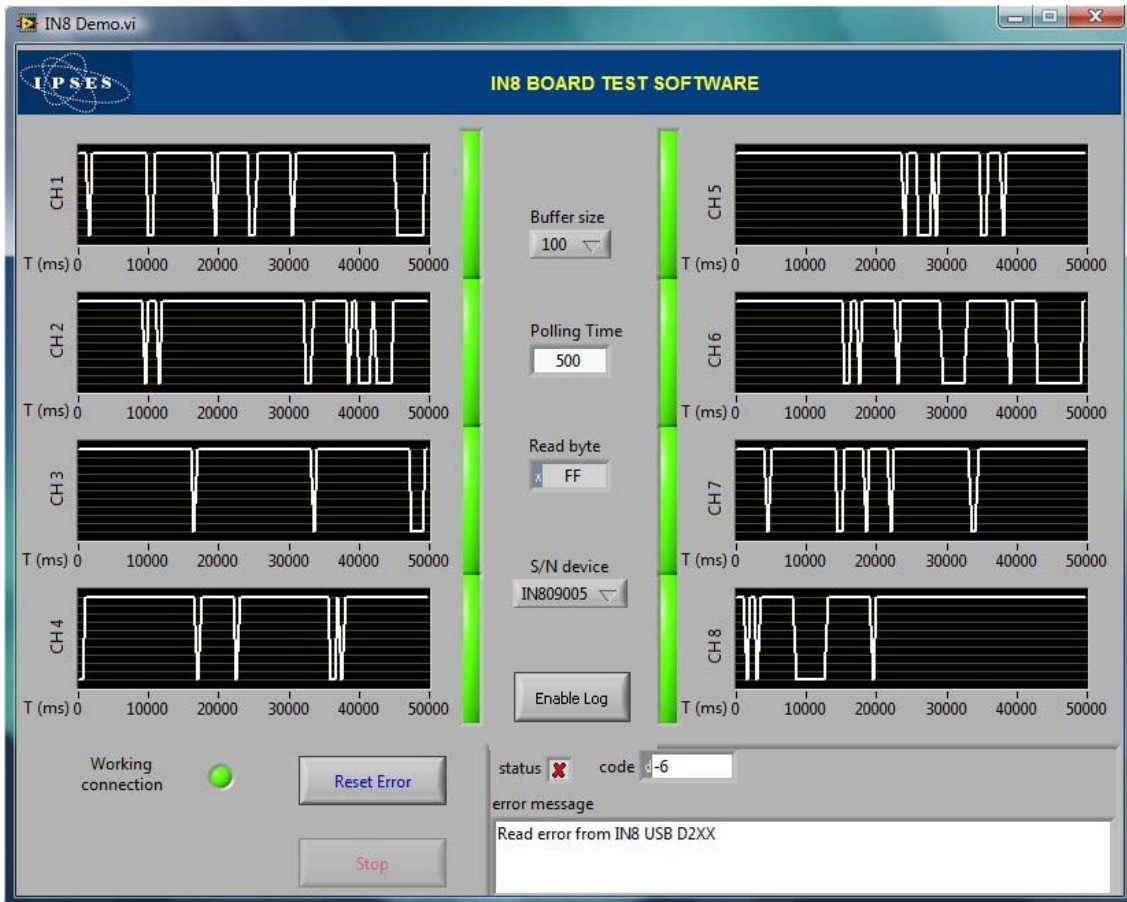 IN8 Demo.vi
IPSES
IN8 BOARD TEST SOFTWARE
CH 1
T (ms) 0 10000 20000 30000 40000 50000
CH 2
T (ms) 0 10000 20000 30000 40000 50000
CH 3
T (ms) 0 10000 20000 30000 40000 50000
CH 4
T (ms) 0 10000 20000 30000 40000 50000
Buffer size
100
Polling Time
500
Read byte
x FF
S/N device
IN809005
Enable Log
CH 5
T (ms) 0 10000 20000 30000 40000 50000
CH 6
T (ms) 0 10000 20000 30000 40000 50000
CH 7
T (ms) 0 10000 20000 30000 40000 50000
CH 8
T (ms) 0 10000 20000 30000 40000 50000
Working
connection
Reset Error
Stop
status code d -6
error message
Read error from IN8 USB D2XX